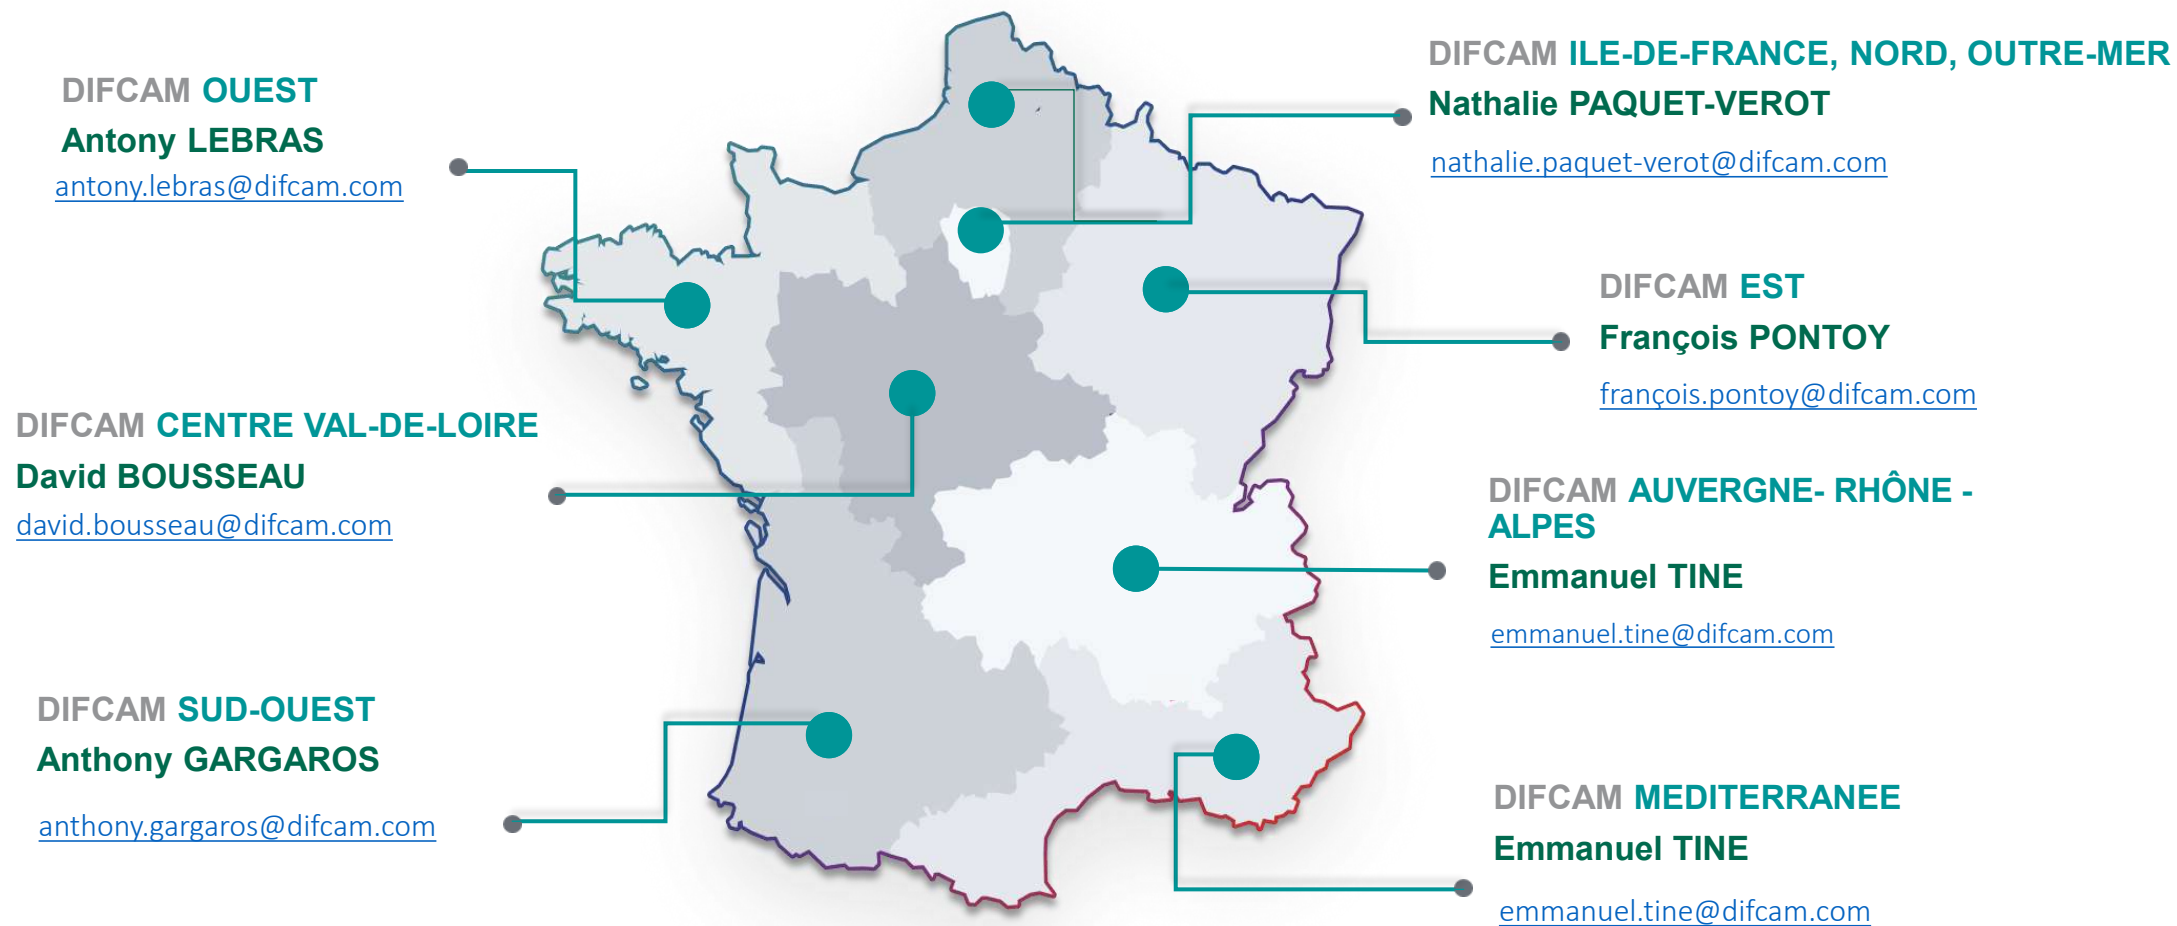 DIFCAM OUEST
Antony LEBRAS
antony.lebras@difcam.com
DIFCAM CENTRE VAL-DE-LOIRE
David BOUSSEAU
david.bousseau@difcam.com
DIFCAM SUD-OUEST
Anthony GARGAROS
anthony.gargaros@difcam.com
DIFCAM ILE-DE-FRANCE, NORD, OUTRE-MER
Nathalie PAQUET-VEROT
nathalie.paquet-verot@difcam.com
DIFCAM EST
François PONTOY
françois.pontoy@difcam.com
DIFCAM AUVERGNE- RHÔNE -
ALPES
Emmanuel TINE
emmanuel.tine@difcam.com
DIFCAM MEDITERRANEE
Emmanuel TINE
emmanuel.tine@difcam.com